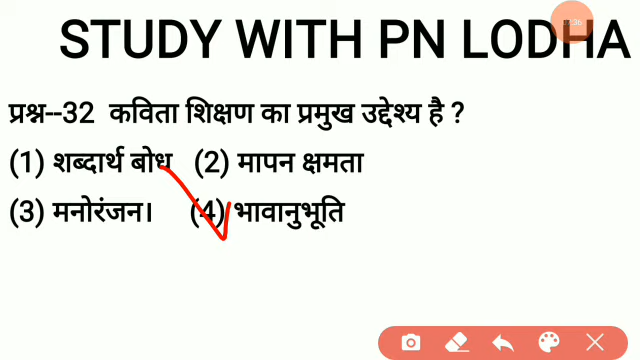 STUDY WITH PN LODHA
प्रश्न--32 कविता शिक्षण का प्रमुख उद्देश्य है ?
(1) शब्दार्थ बोध (2) मापन क्षमता
(3) मनोरंजन। (4) भावानुभूति